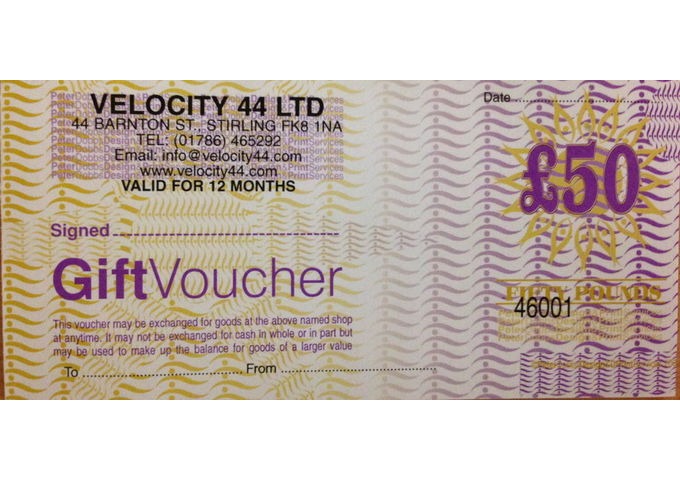 VELOCITY 44 LTD
44 BARNTON ST., STIRLING FK8 1NA
TEL: (01786) 465292
Email: info@velocity44.com
www.velocity44.com
VALID FOR 12 MONTHS
Date
£50
FIFTY POUNDS
46001
Signed
GiftVoucher
This voucher may be exchanged for goods at the above named shop
at anytime. It may not be exchanged for cash in whole or in part but
may be used to make up the balance for goods of a larger value
To From